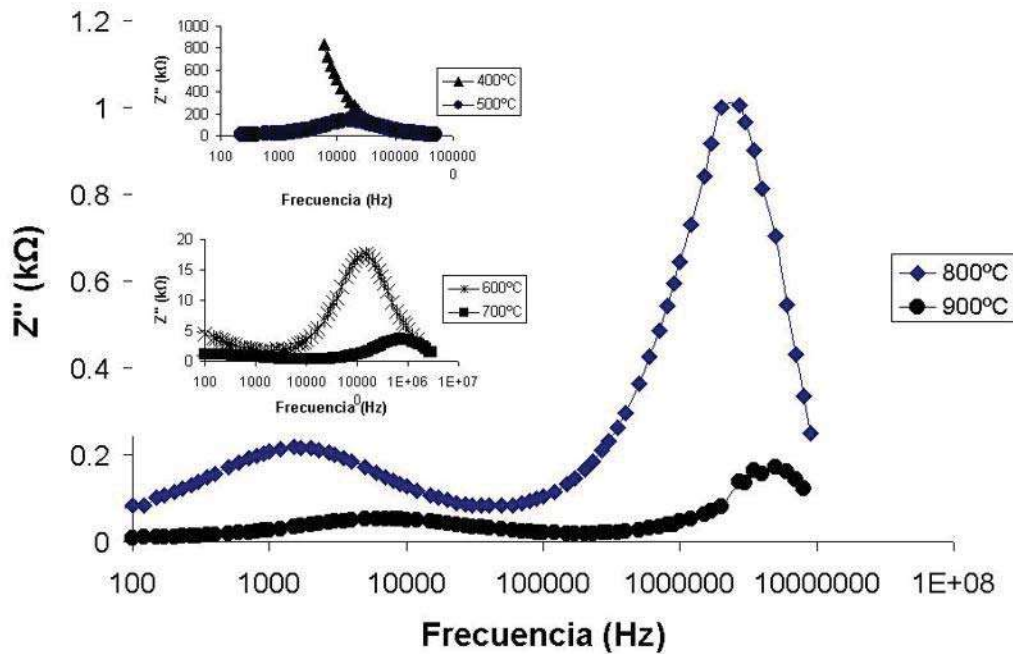 1.2
1
0.8
0.6
0.4
0.2
0
Z" (kΩ)
100 1000 10000 100000 1000000 10000000 1E+08
Frecuencia (Hz)
800ºC
900ºC
1000
800
600
400
200
0
Z" (kΩ)
100 1000 10000 100000 100000
0
Frecuencia (Hz)
400ºC
500ºC
20
15
10
5
0
Z" (kΩ)
100 1000 10000 10000 1E+06 1E+07
0
Frecuencia (Hz)
600ºC
700ºC